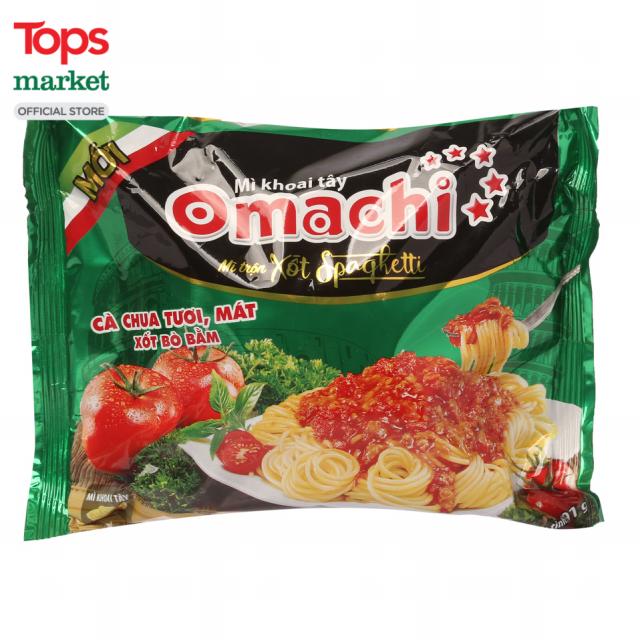 Tops
market
OFFICIAL STORE
MỚI
Mì khoai tây
Omachi
Mì trộn Xốt Spaghetti
CÀ CHUA TƯƠI, MÁT
XỐT BÒ BẰM
MÌ KHOAI TÂY
91 g